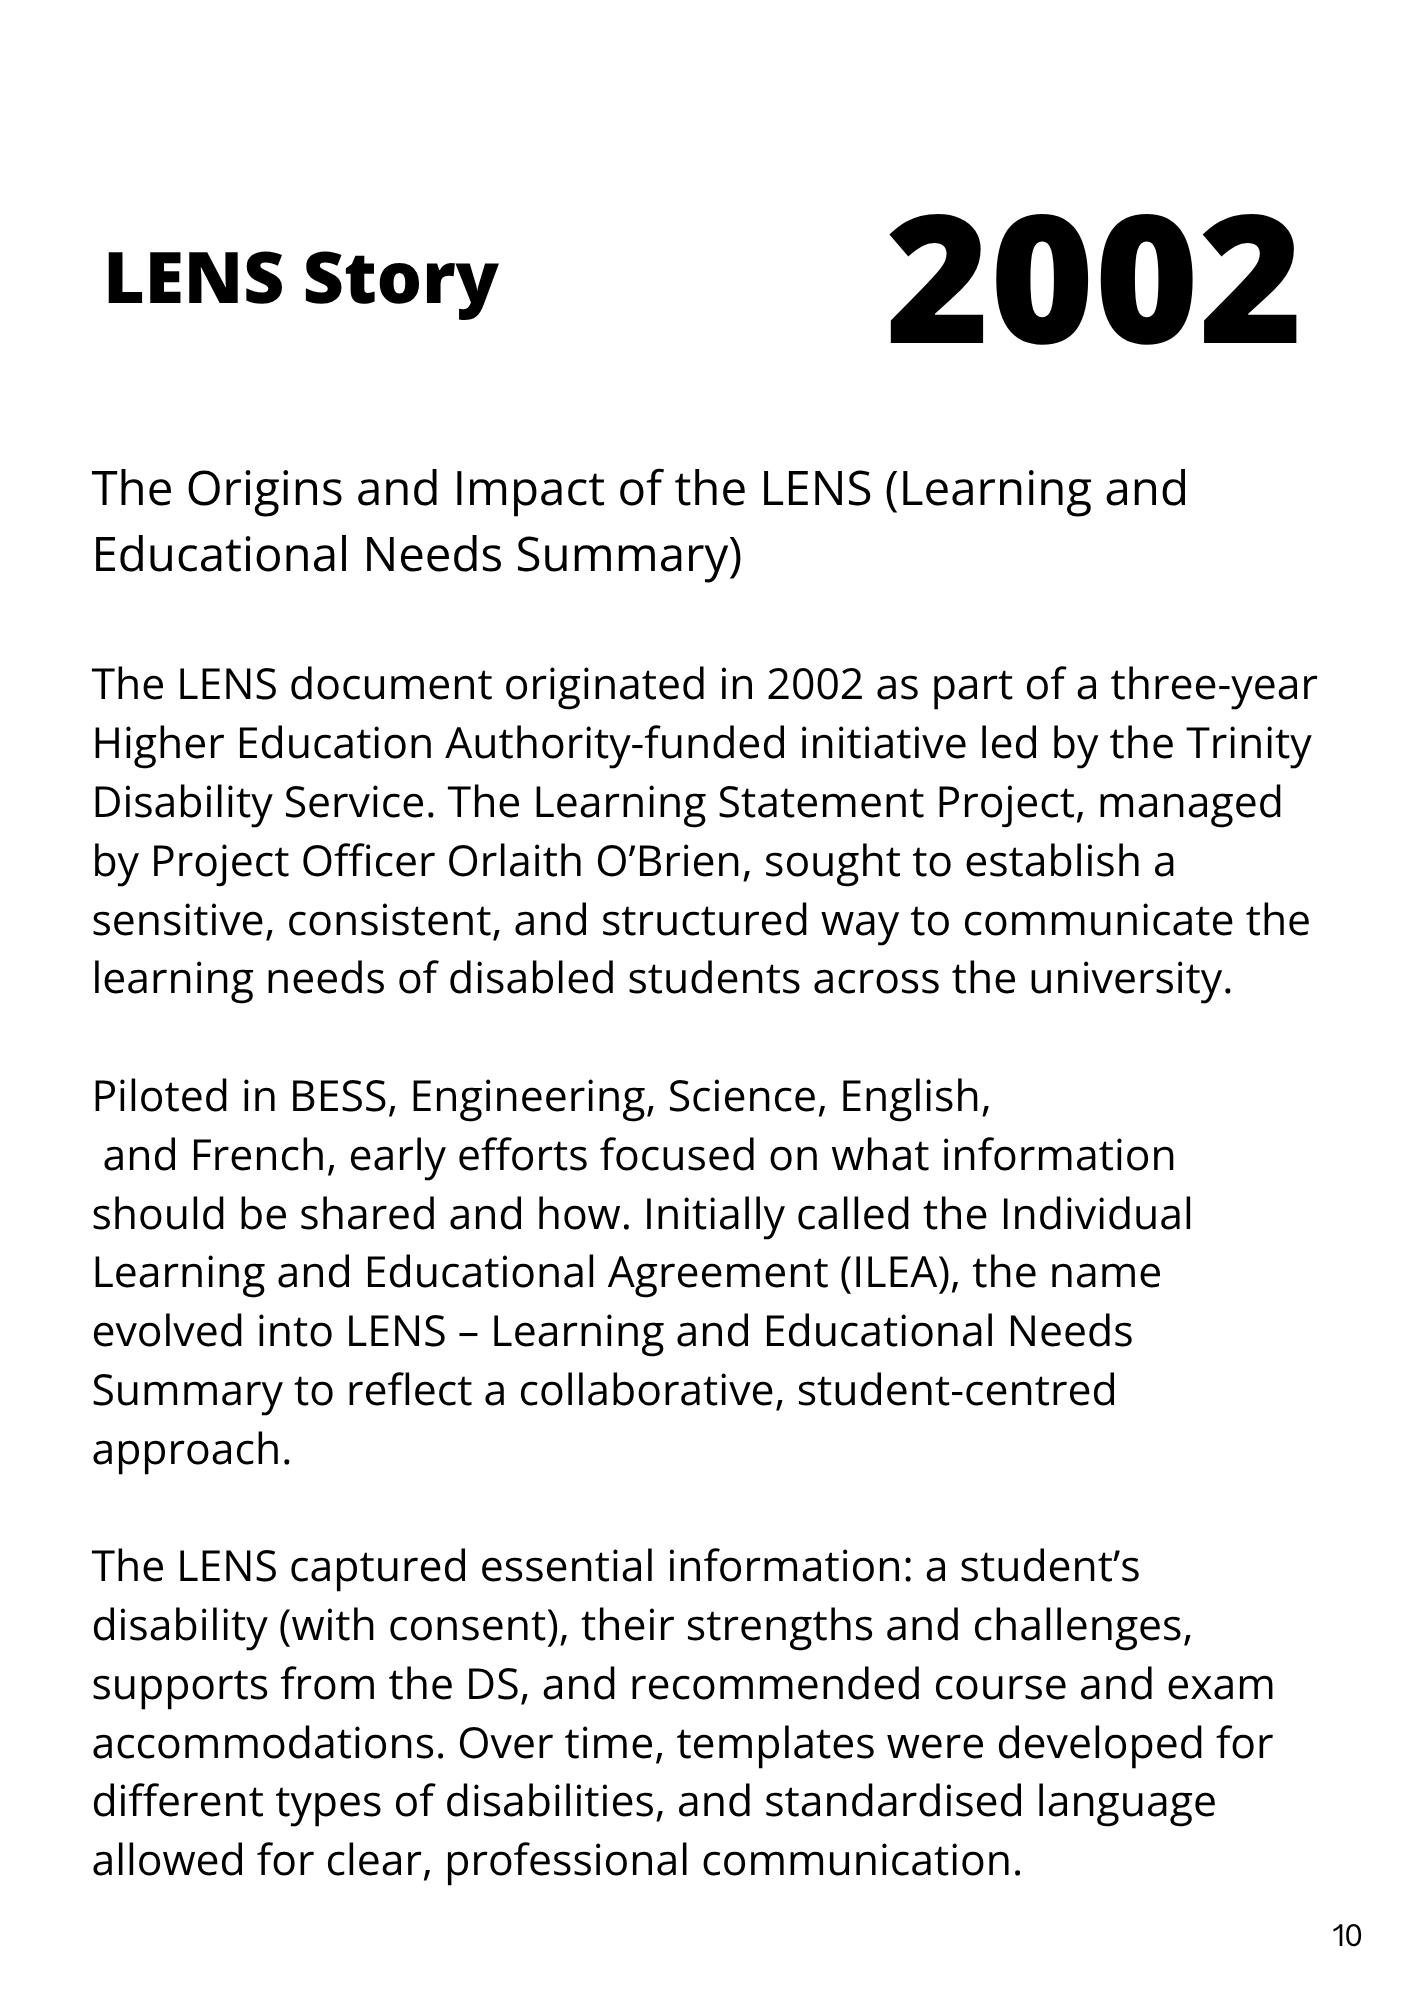 LENS Story
2002
The Origins and Impact of the LENS (Learning and
Educational Needs Summary)
The LENS document originated in 2002 as part of a three-year
Higher Education Authority-funded initiative led by the Trinity
Disability Service. The Learning Statement Project, managed
by Project Officer Orlaith O’Brien, sought to establish a
sensitive, consistent, and structured way to communicate the
learning needs of disabled students across the university.
Piloted in BESS, Engineering, Science, English,
and French, early efforts focused on what information
should be shared and how. Initially called the Individual
Learning and Educational Agreement (ILEA), the name
evolved into LENS – Learning and Educational Needs
Summary to reflect a collaborative, student-centred
approach.
The LENS captured essential information: a student’s
disability (with consent), their strengths and challenges,
supports from the DS, and recommended course and exam
accommodations. Over time, templates were developed for
different types of disabilities, and standardised language
allowed for clear, professional communication.
10